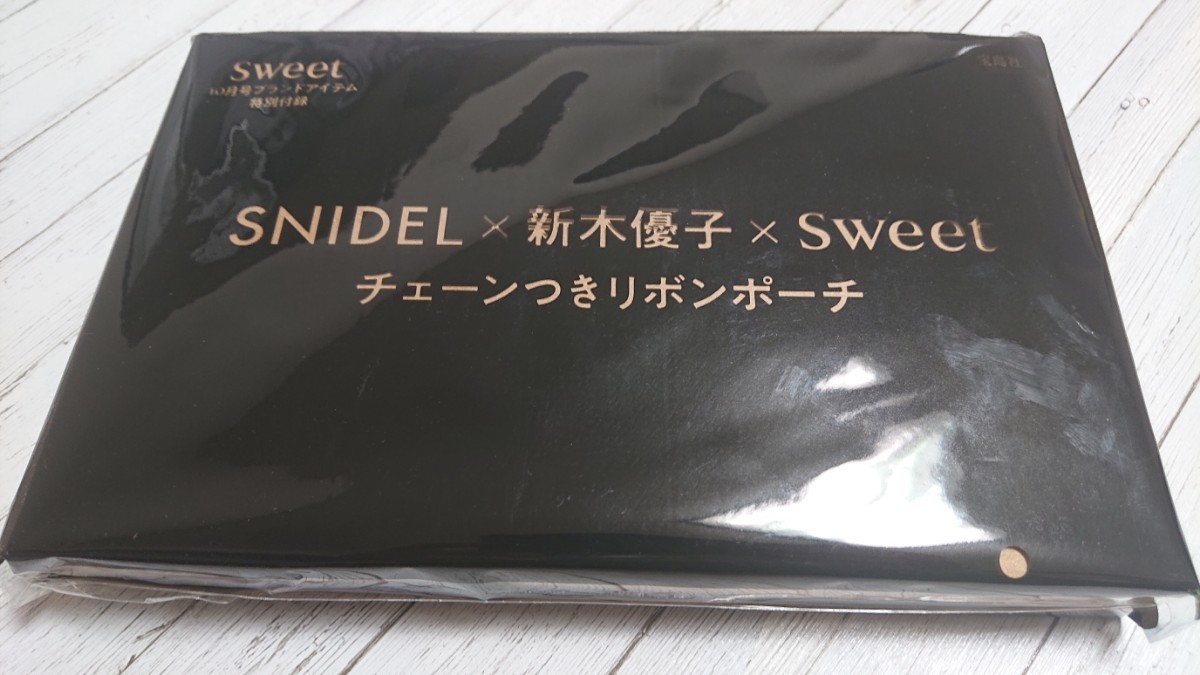 sweet
10月号ブランドアイテム
特別付録
宝島社
SNIDEL × 新木優子 × sweet
チェーンつきリボンポーチ